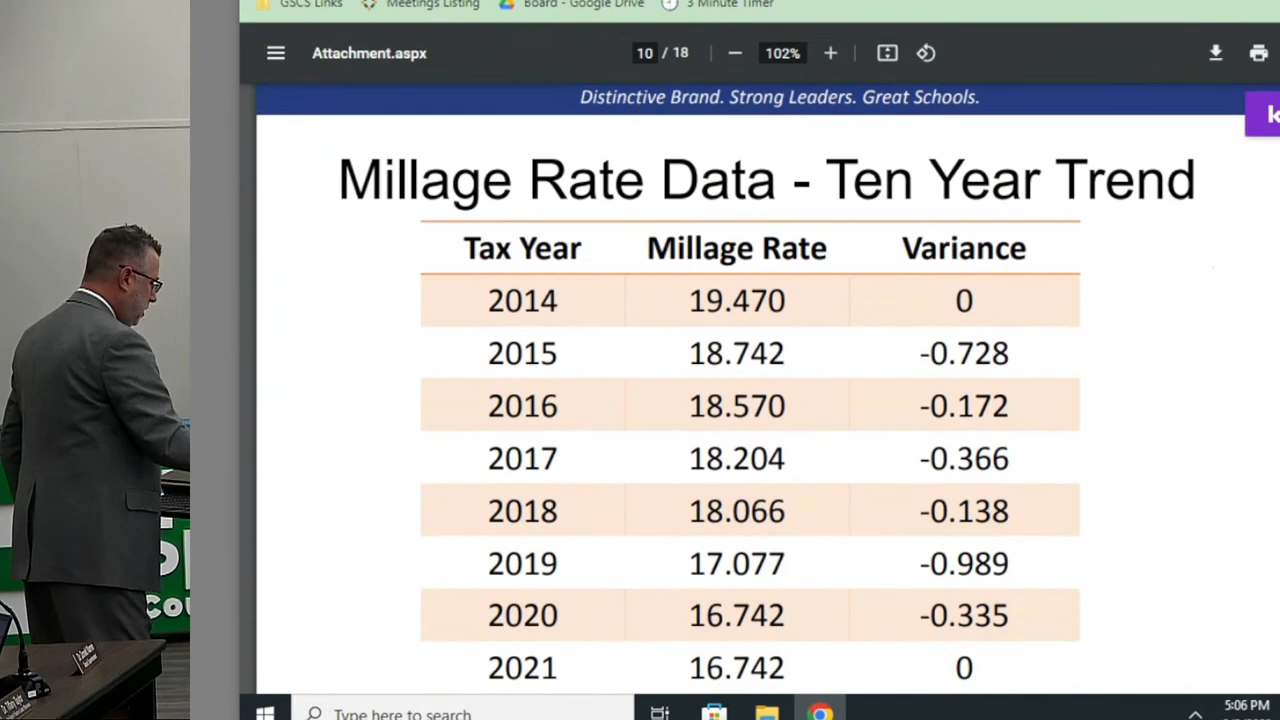 GSCS Links Meetings Listing Board - Google Drive 3 Minute Timer
Attachment.aspx 10 / 18 102%
Distinctive Brand. Strong Leaders. Great Schools.
k
Millage Rate Data - Ten Year Trend
Tax Year Millage Rate Variance
2014 19.470 0
2015 18.742 -0.728
2016 18.570 -0.172
2017 18.204 -0.366
2018 18.066 -0.138
2019 17.077 -0.989
2020 16.742 -0.335
2021 16.742 0
Cou
Type here to search
5:06 PM